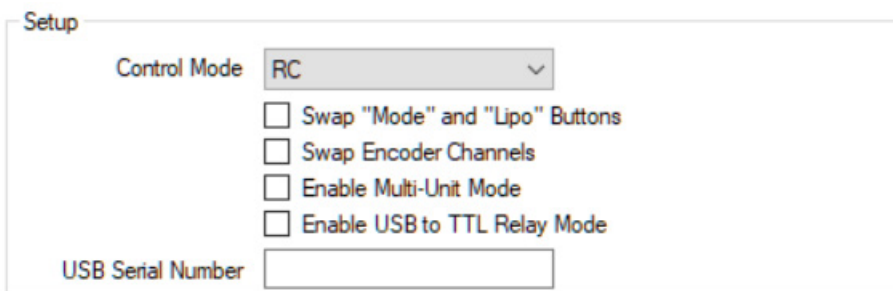 Setup
Control Mode RC
Swap "Mode" and "Lipo" Buttons
Swap Encoder Channels
Enable Multi-Unit Mode
Enable USB to TTL Relay Mode
USB Serial Number